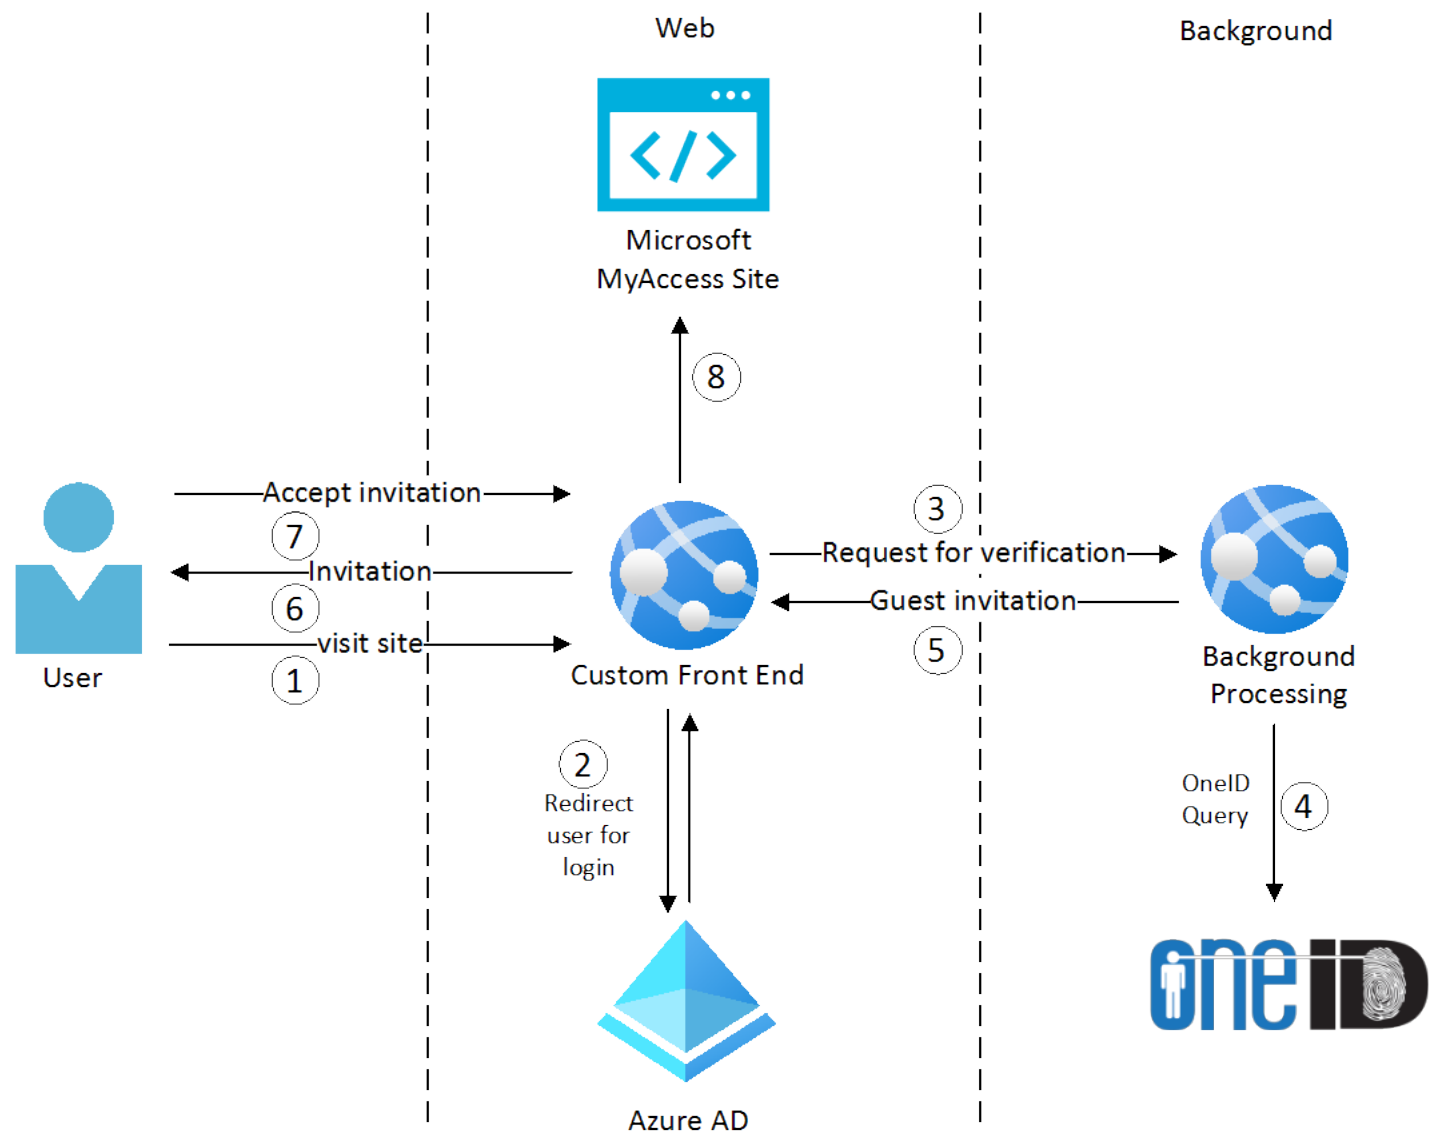 Web
Background
Microsoft
MyAccess Site
8
Accept invitation
7
Invitation
6
visit site
1
User
3
Request for verification
Guest invitation
5
Custom Front End
Background
Processing
2
Redirect
user for
login
OneID
Query
4
oneID
Azure AD